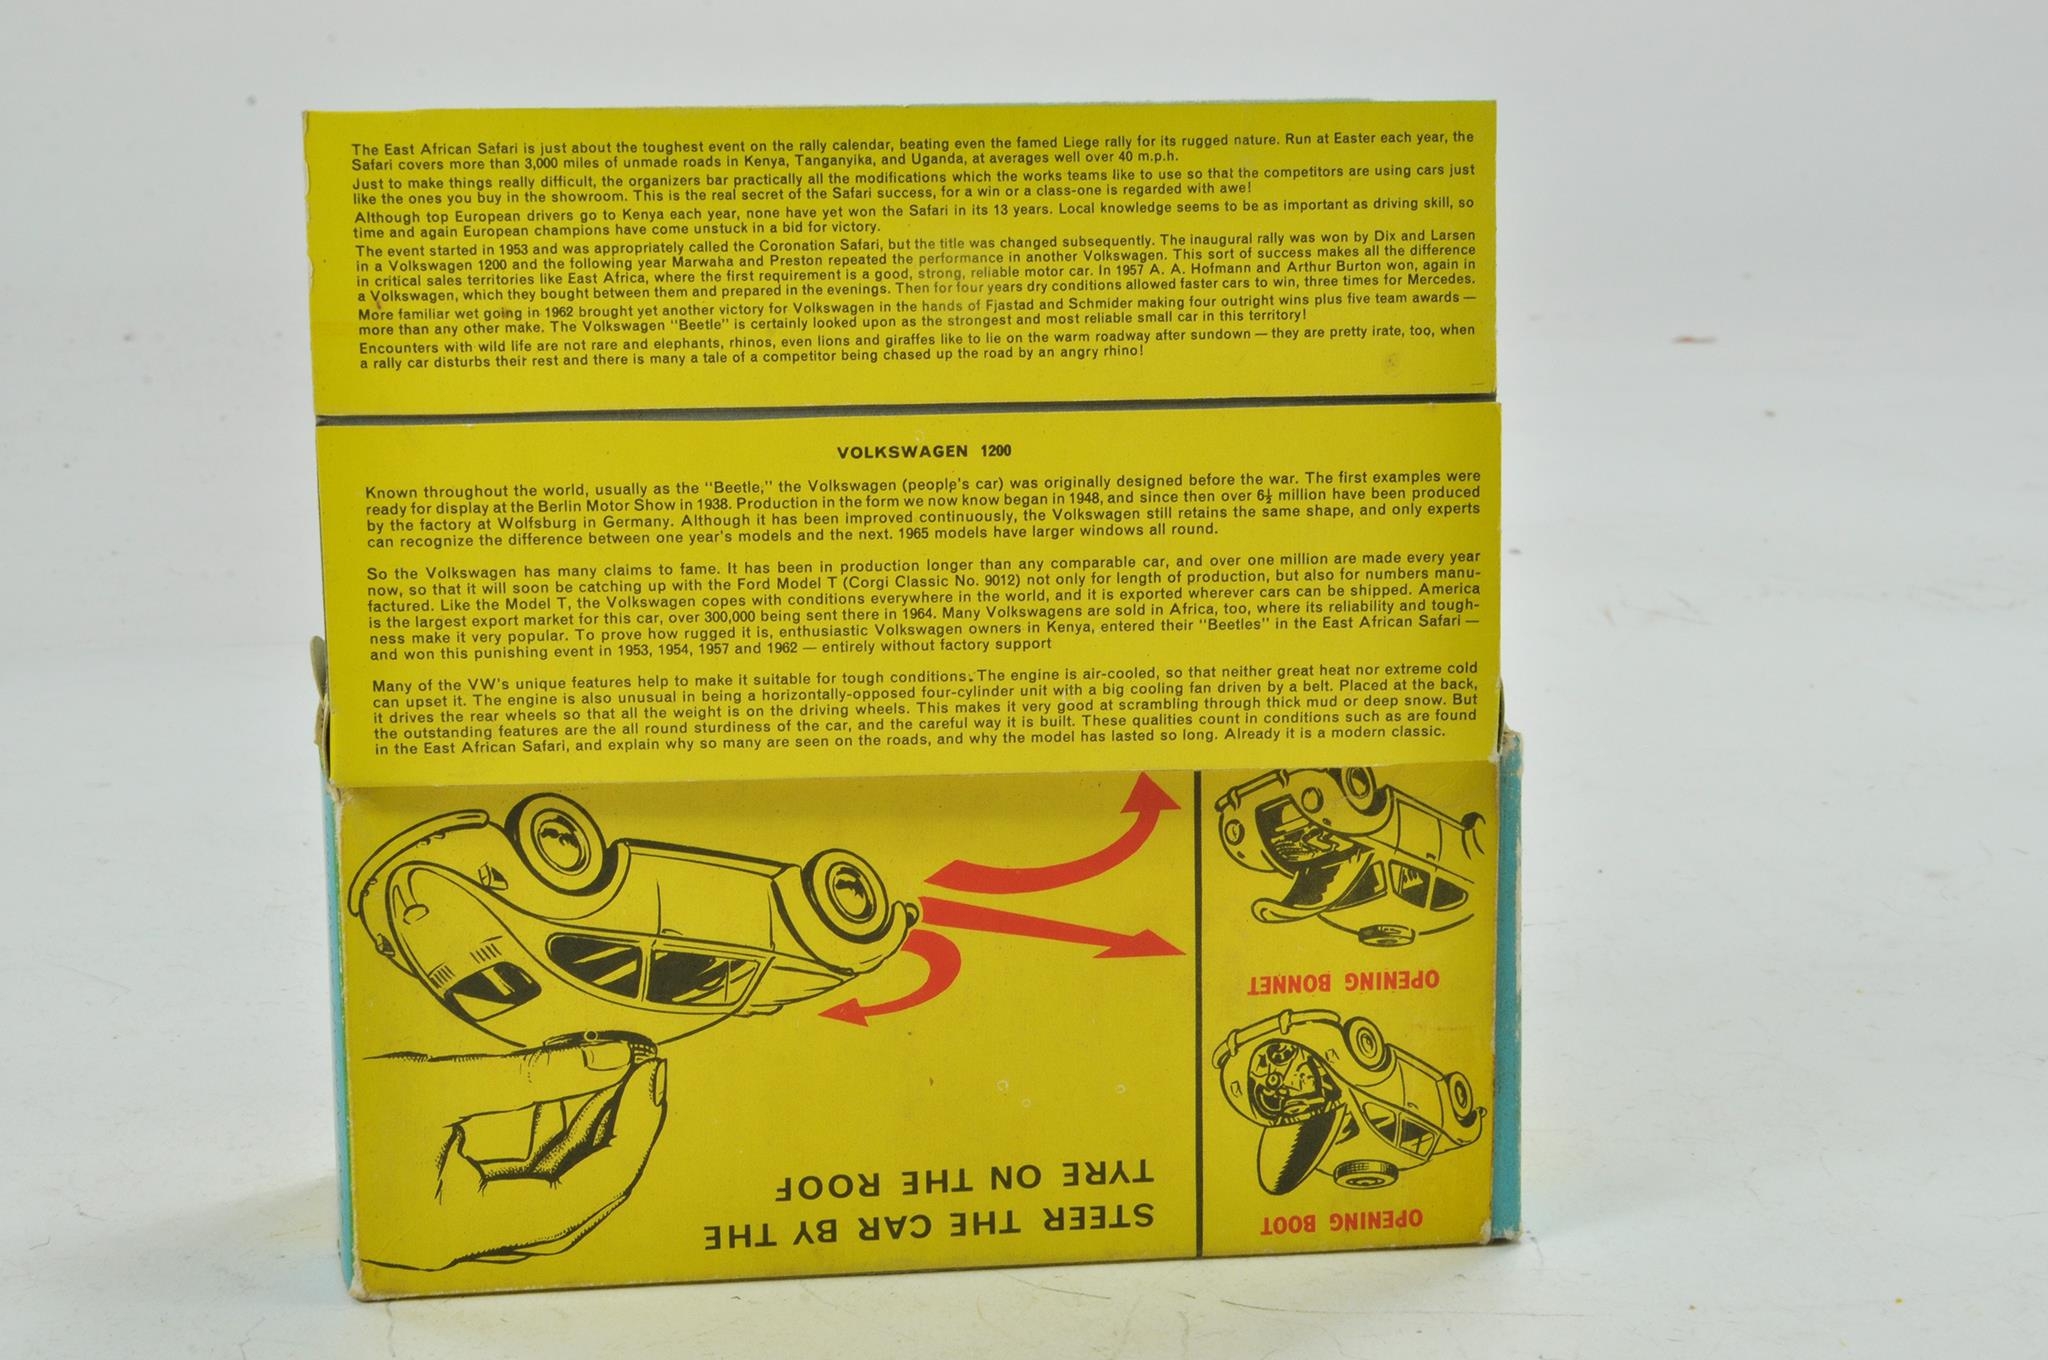 The East African Safari is just about the toughest event on the rally calendar, beating even the famed Liege rally for its rugged nature. Run at Easter each year, the
Safari covers more than 3,000 miles of unmade roads in Kenya, Tanganyika, and Uganda, at averages well over 40 m.p.h.
Just to make things really difficult, the organizers bar practically all the modifications which the works teams like to use so that the competitors are using cars just
like the ones you buy in the showroom. This is the real secret of the Safari success, for a win or a class-one is regarded with awe!
Although top European drivers go to Kenya each year, none have yet won the Safari in its 13 years. Local knowledge seems to be as important as driving skill, so
time and again European champions have come unstuck in a bid for victory.
The event started in 1953 and was appropriately called the Coronation Safari, but the title was changed subsequently. The inaugural rally was won by Dix and Larsen
in a Volkswagen 1200 and the following year Marwaha and Preston repeated the performance in another Volkswagen. This sort of success makes all the difference
in critical sales territories like East Africa, where the first requirement is a good, strong, reliable motor car. In 1957 A. A. Hofmann and Arthur Burton won, again in
a Volkswagen, which they bought between them and prepared in the evenings. Then for four years dry conditions allowed faster cars to win, three times for Mercedes.
More familiar wet going in 1962 brought yet another victory for Volkswagen in the hands of Fjastad and Schmider making four outright wins plus five team awards —
more than any other make. The Volkswagen "Beetle" is certainly looked upon as the strongest and most reliable small car in this territory!
Encounters with wild life are not rare and elephants, rhinos, even lions and giraffes like to lie on the warm roadway after sundown — they are pretty irate, too, when
a rally car disturbs their rest and there is many a tale of a competitor being chased up the road by an angry rhino!
VOLKSWAGEN 1200
Known throughout the world, usually as the "Beetle," the Volkswagen (people's car) was originally designed before the war. The first examples were
ready for display at the Berlin Motor Show in 1938. Production in the form we now know began in 1948, and since then over 6½ million have been produced
by the factory at Wolfsburg in Germany. Although it has been improved continuously, the Volkswagen still retains the same shape, and only experts
can recognize the difference between one year's models and the next. 1965 models have larger windows all round.
So the Volkswagen has many claims to fame. It has been in production longer than any comparable car, and over one million are made every year
now, so that it will soon be catching up with the Ford Model T (Corgi Classic No. 9012) not only for length of production, but also for numbers manu-
factured. Like the Model T, the Volkswagen copes with conditions everywhere in the world, and it is exported wherever cars can be shipped. America
is the largest export market for this car, over 300,000 being sent there in 1964. Many Volkswagens are sold in Africa, too, where its reliability and tough-
ness make it very popular. To prove how rugged it is, enthusiastic Volkswagen owners in Kenya, entered their "Beetles" in the East African Safari —
and won this punishing event in 1953, 1954, 1957 and 1962 — entirely without factory support
Many of the VW's unique features help to make it suitable for tough conditions. The engine is air-cooled, so that neither great heat nor extreme cold
can upset it. The engine is also unusual in being a horizontally-opposed four-cylinder unit with a big cooling fan driven by a belt. Placed at the back,
it drives the rear wheels so that all the weight is on the driving wheels. This makes it very good at scrambling through thick mud or deep snow. But
the outstanding features are the all round sturdiness of the car, and the careful way it is built. These qualities count in conditions such as are found
in the East African Safari, and explain why so many are seen on the roads, and why the model has lasted so long. Already it is a modern classic.
STEER THE CAR BY THE
TYRE ON THE ROOF
OPENING BOOT
OPENING BONNET